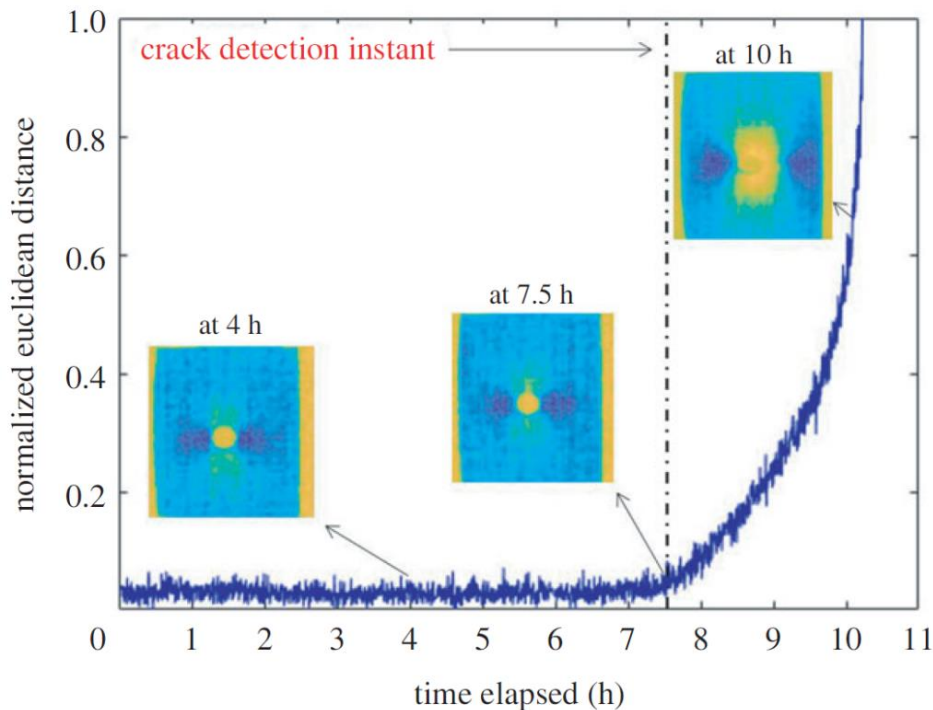 1.0
crack detection instant
at 10 h
0.8
0.6
at 7.5 h
at 4 h
0.4
0.2
0 1 2 3 4 5 6 7 8 9 10 11
normalized euclidean distance
time elapsed (h)